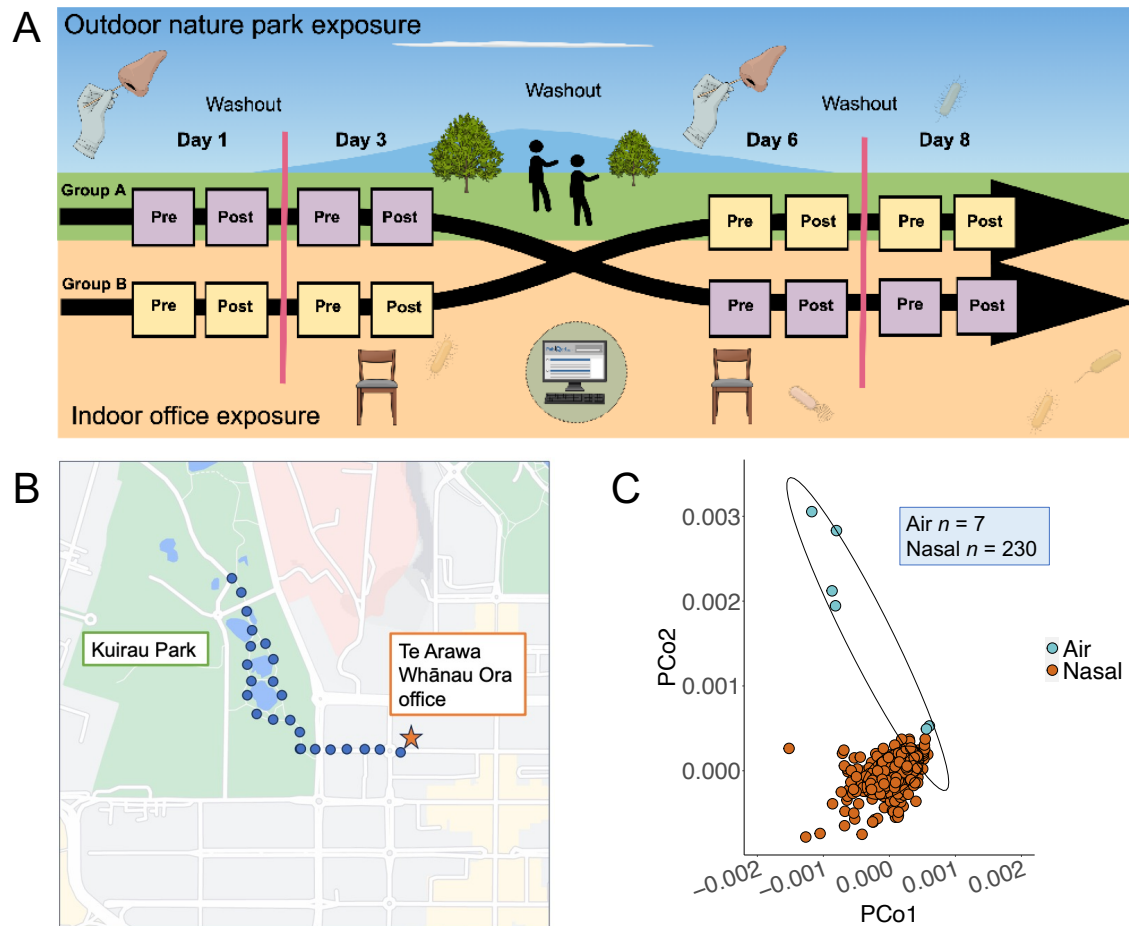 A
Outdoor nature park exposure
Washout
Washout
Washout
Day 1
Day 3
Day 6
Day 8
Group A
Pre
Post
Pre
Post
Pre
Post
Pre
Post
Group B
Pre
Post
Pre
Post
Pre
Post
Pre
Post
Indoor office exposure
B
Kuirau Park
Te Arawa
Whānau Ora
office
C
Air n = 7
Nasal n = 230
Air
Nasal
PCo2
0.003
0.002
0.001
0.000
−0.002
−0.001
0.000
0.001
0.002
PCo1